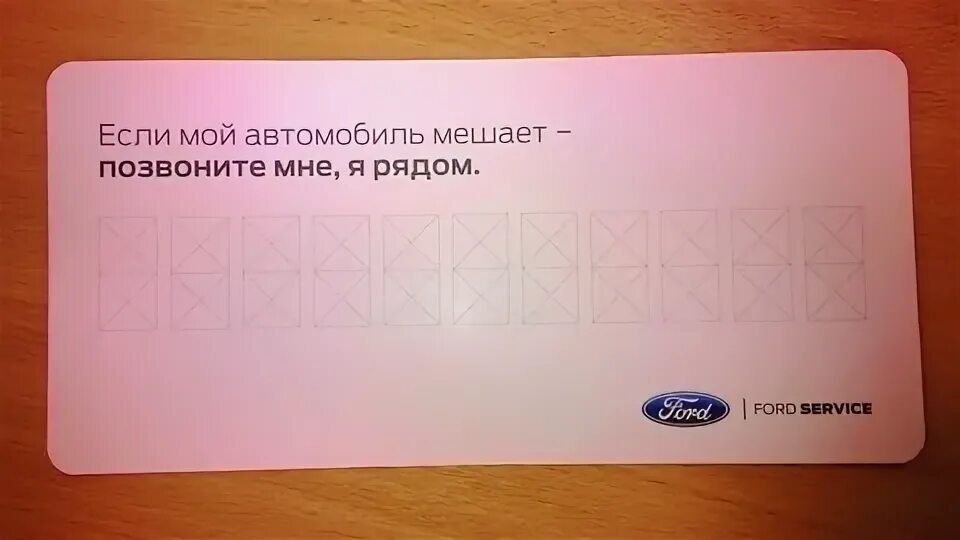 Если мой автомобиль мешает –
позвоните мне, я рядом.
Ford | FORD SERVICE